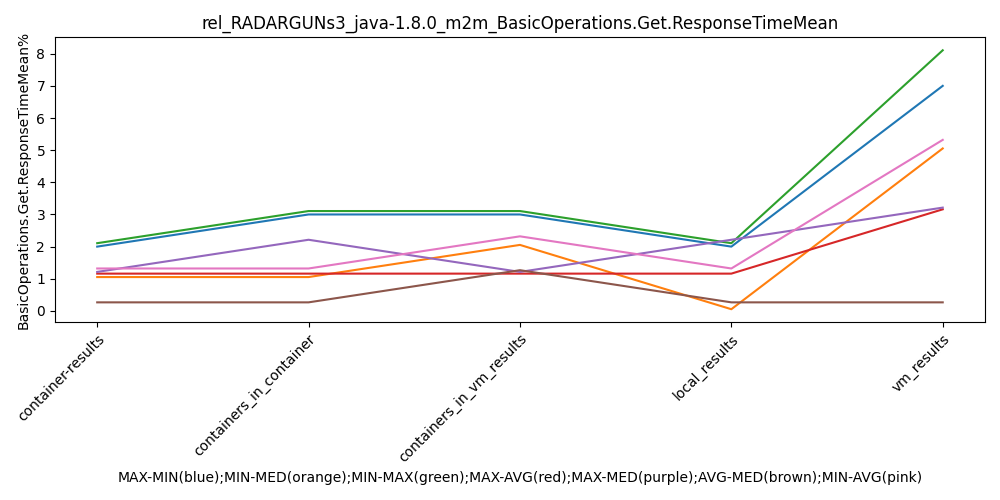 rel_RADARGUNs3_java-1.8.0_m2m_BasicOperations.Get.ResponseTimeMean
BasicOperations.Get.ResponseTimeMean%
8
7
6
5
4
3
2
1
0
container-results
containers_in_container
containers_in_vm_results
local_results
vm_results
MAX-MIN(blue);MIN-MED(orange);MIN-MAX(green);MAX-AVG(red);MAX-MED(purple);AVG-MED(brown);MIN-AVG(pink)